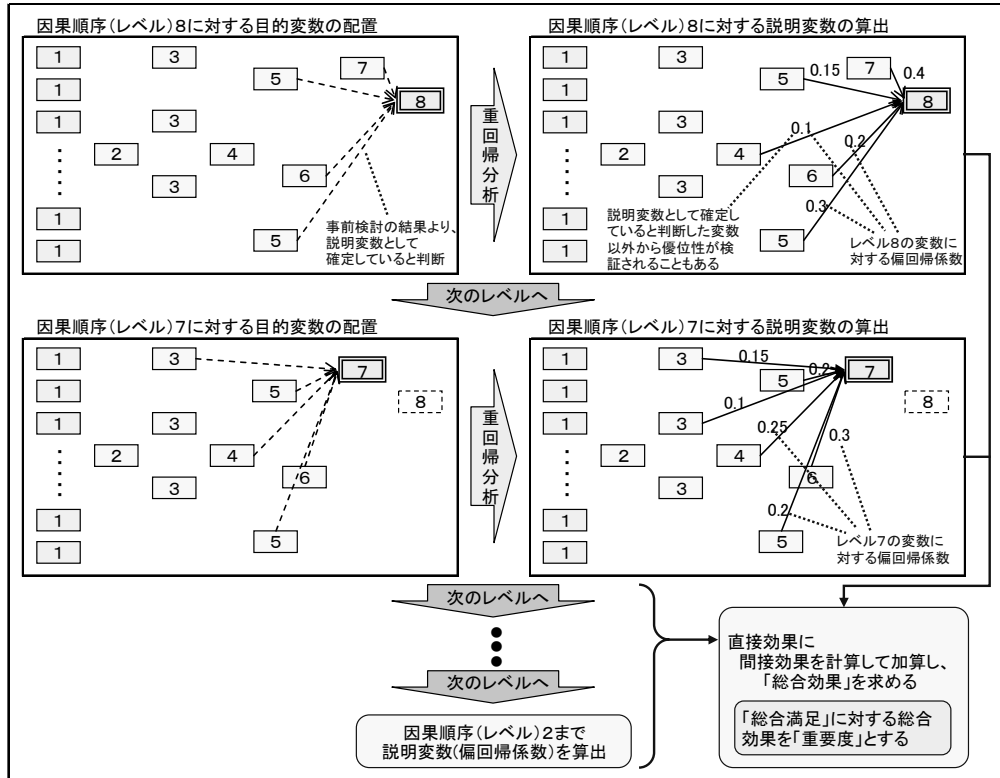 因果順序(レベル)8に対する目的変数の配置
1
3
7
5
1
8
1
3
2
4
6
3
1
5
1
事前検討の結果より、
説明変数として
確定していると判断
重回帰分析
因果順序(レベル)8に対する説明変数の算出
1
3
7
0.15
0.4
5
1
8
1
3
0.1
0.2
2
4
6
3
0.3
1
5
1
説明変数として確定し
ていると判断した変数
以外から優位性が検
証されることもある
レベル8の変数に
対する偏回帰係数
次のレベルへ
因果順序(レベル)7に対する目的変数の配置
1
3
7
5
1
8
1
3
2
4
6
3
1
5
1
重回帰分析
因果順序(レベル)7に対する説明変数の算出
1
3
0.15
7
0.2
5
1
0.1
8
1
3
0.25
0.3
2
4
6
3
0.2
1
5
1
レベル7の変数に
対する偏回帰係数
次のレベルへ
次のレベルへ
因果順序(レベル)2まで
説明変数(偏回帰係数)を算出
直接効果に
間接効果を計算して加算し、
「総合効果」を求める
「総合満足」に対する総合
効果を「重要度」とする